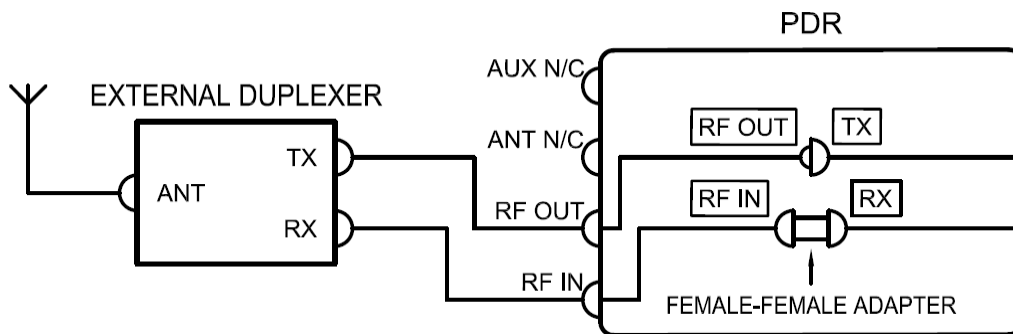 PDR
EXTERNAL DUPLEXER
TX
ANT
RX
AUX N/C
ANT N/C
RF OUT
RF IN
RF OUT
TX
RF IN
RX
FEMALE-FEMALE ADAPTER